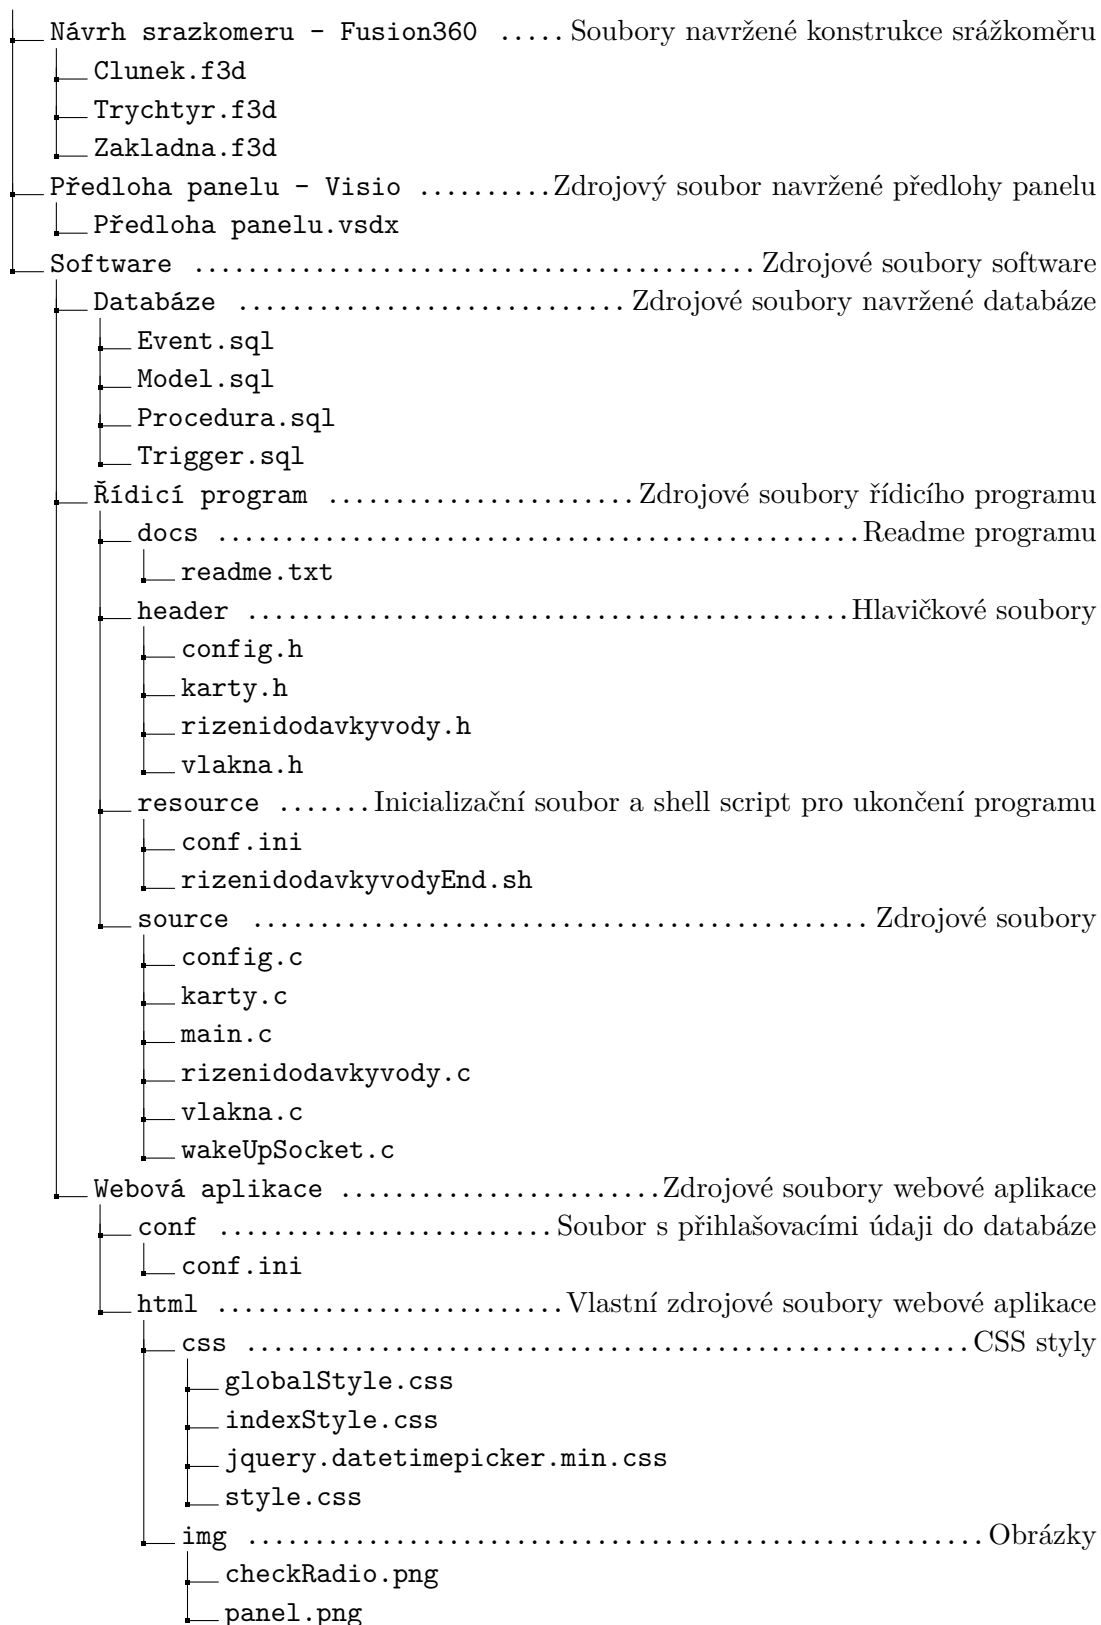 Návrh srazkomeru - Fusion360 ..... Soubory navržené konstrukce srážkoměru
Clunek.f3d
Trychtyr.f3d
Zakladna.f3d
Předloha panelu - Visio .......... Zdrojový soubor navržené předlohy panelu
Předloha panelu.vsdx
Software .......................................... Zdrojové soubory software
Databáze ............................. Zdrojové soubory navržené databáze
Event.sql
Model.sql
Procedura.sql
Trigger.sql
Řídicí program ....................... Zdrojové soubory řídicího programu
docs ................................................ Readme programu
readme.txt
header ............................................. Hlavičkové soubory
config.h
karty.h
rizenidodavkyvody.h
vlakna.h
resource ....... Inicializační soubor a shell script pro ukončení programu
conf.ini
rizenidodavkyvodyEnd.sh
source .............................................. Zdrojové soubory
config.c
karty.c
main.c
rizenidodavkyvody.c
vlakna.c
wakeUpSocket.c
Webová aplikace ........................ Zdrojové soubory webové aplikace
conf ......................... Soubor s přihlašovacími údaji do databáze
conf.ini
html .......................... Vlastní zdrojové soubory webové aplikace
css ...................................................... CSS styly
globalStyle.css
indexStyle.css
jquery.datetimepicker.min.css
style.css
img ....................................................... Obrázky
checkRadio.png
panel.png